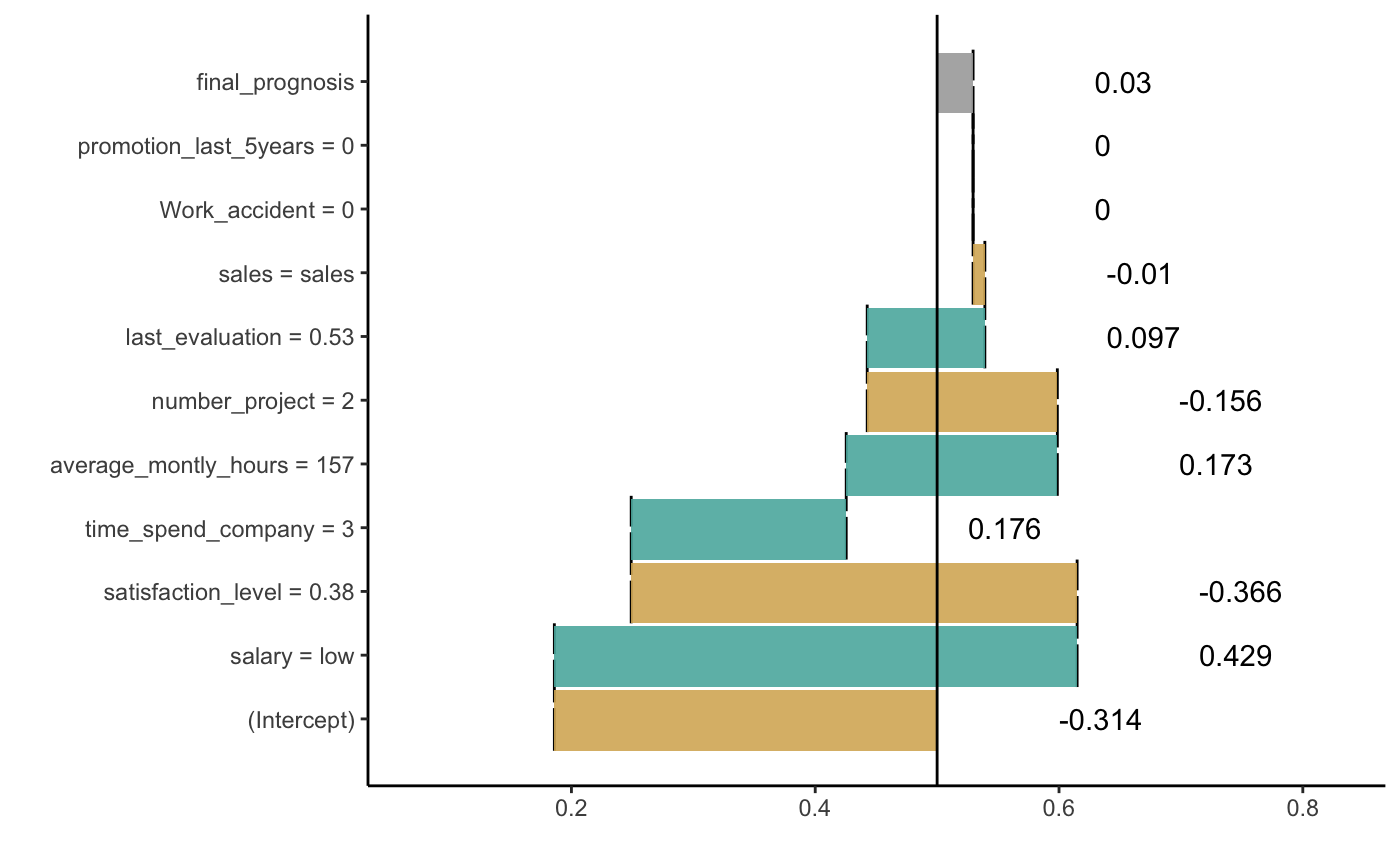 final_prognosis 0.03
promotion_last_5years = 0 0
Work_accident = 0 0
sales = sales -0.01
last_evaluation = 0.53 0.097
number_project = 2 -0.156
average_montly_hours = 157 0.173
time_spend_company = 3 0.176
satisfaction_level = 0.38 -0.366
salary = low 0.429
(Intercept) -0.314
0.2 0.4 0.6 0.8